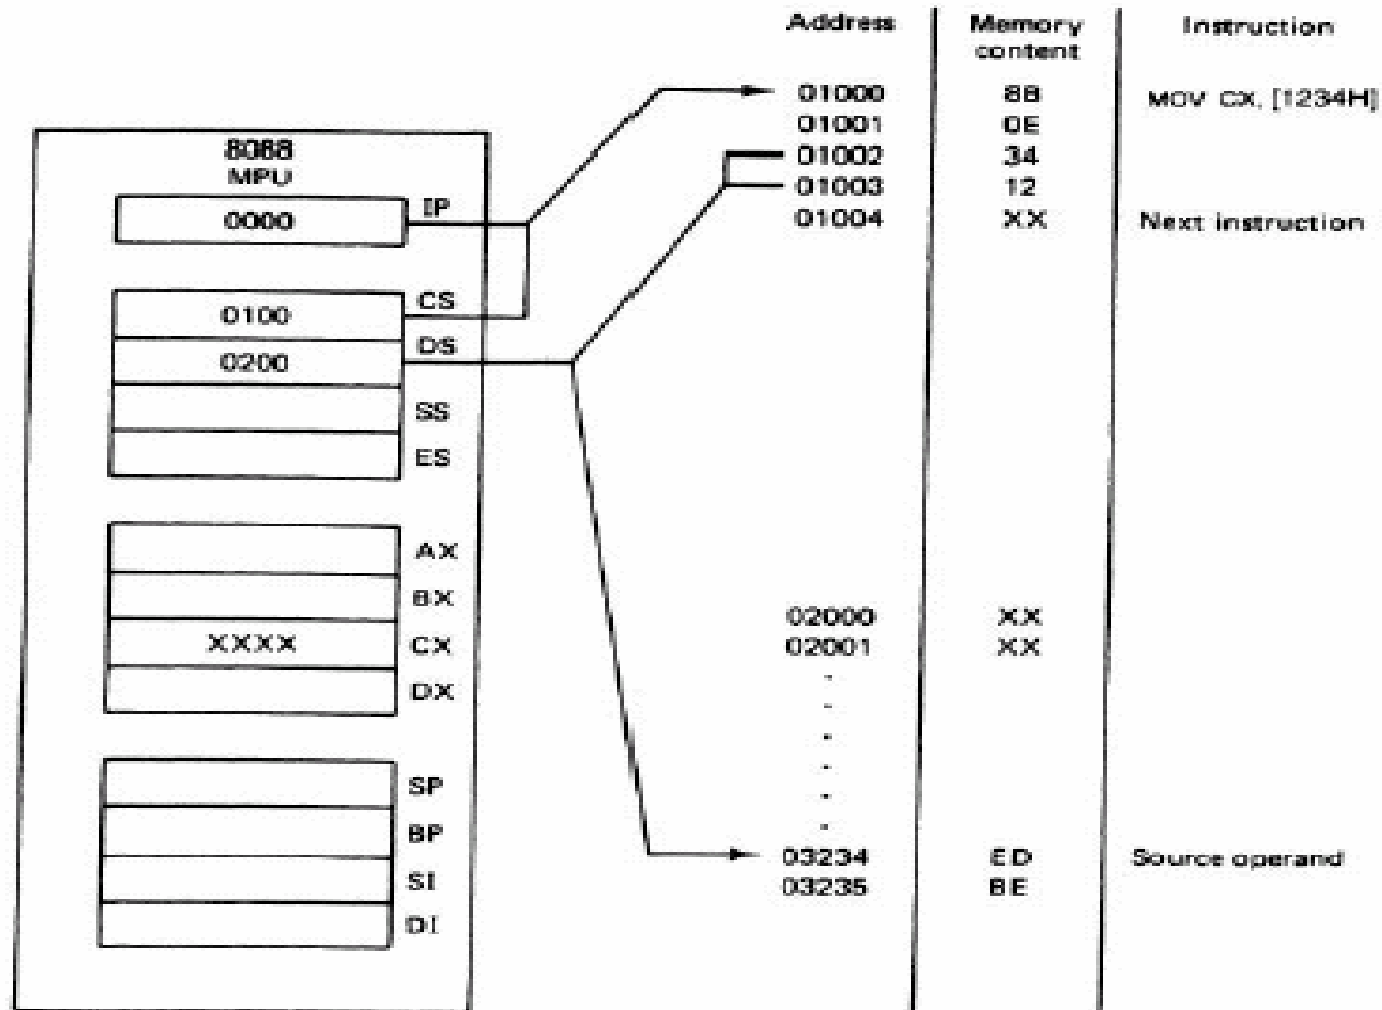 Address Memory content Instruction
01000 8B MOV CX, [1234H]
01001 0E
01002 34
01003 12
01004 XX Next instruction
8088
MPU
0000 IP
0100 CS
0200 DS
SS
ES
AX
BX
XXXX CX
DX
SP
BP
SI
DI
02000 XX
02001 XX
03234 ED Source operand
03235 BE